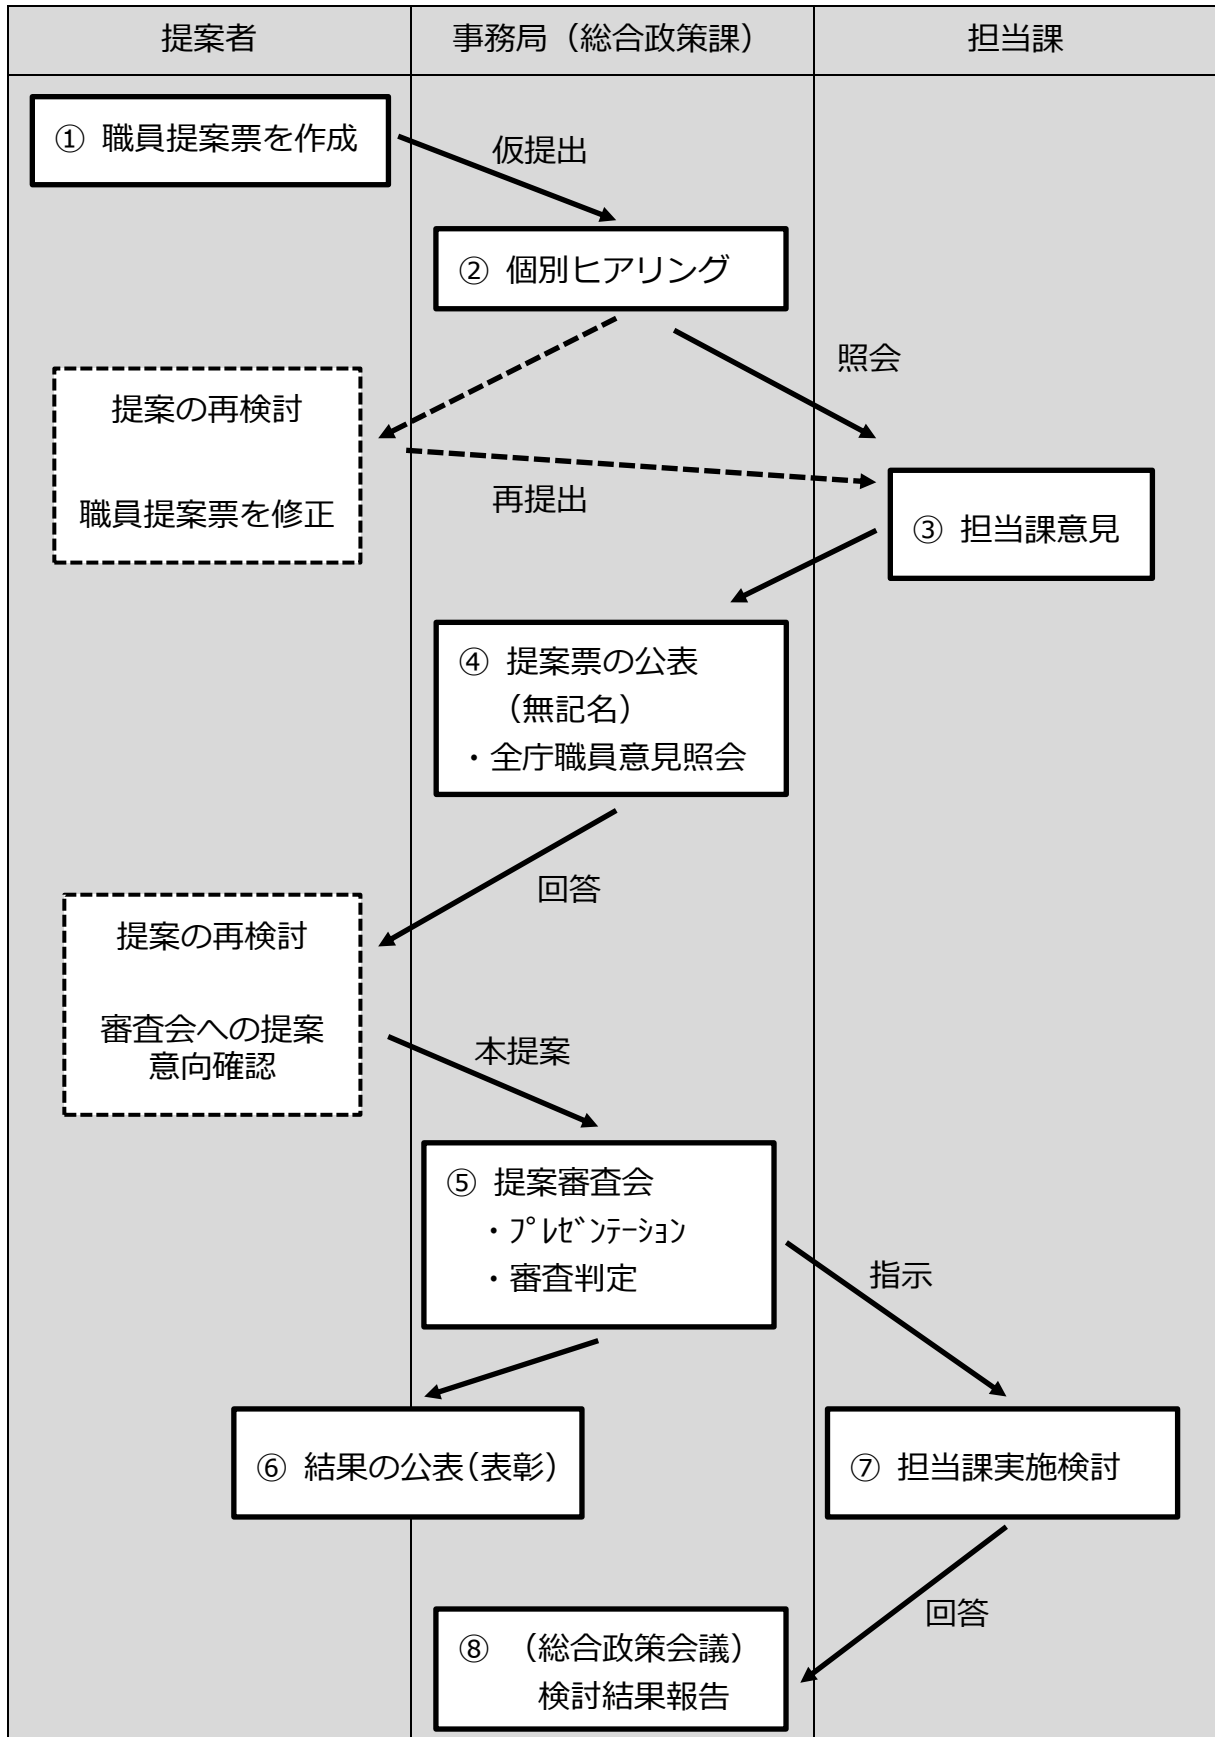 提案者
事務局（総合政策課）
担当課
① 職員提案票を作成
仮提出
② 個別ヒアリング
照会
提案の再検討
職員提案票を修正
再提出
③ 担当課意見
④ 提案票の公表
（無記名）
・全庁職員意見照会
回答
提案の再検討
審査会への提案
意向確認
本提案
⑤ 提案審査会
・ﾌﾟﾚｾﾞﾝﾃｰｼｮﾝ
・審査判定
指示
⑥ 結果の公表（表彰）
⑦ 担当課実施検討
回答
⑧ （総合政策会議）
検討結果報告